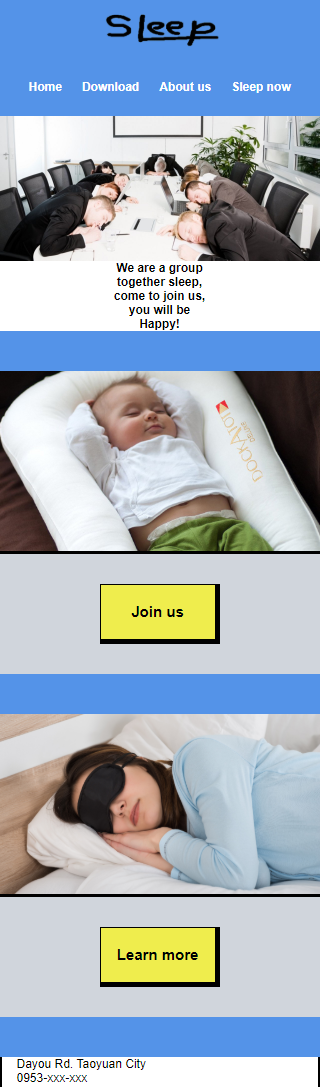 Sleep
Home Download About us Sleep now
We are a group
together sleep,
come to join us,
you will be
Happy!
DOCKATOT
Join us
Learn more
Dayou Rd. Taoyuan City
0953-xxx-xxx